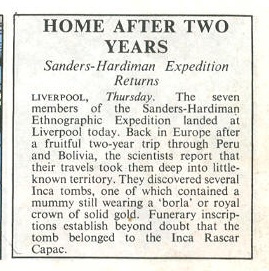 HOME AFTER TWO
YEARS
Sanders-Hardiman Expedition
Returns
LIVERPOOL, Thursday. The seven
members of the Sanders-Hardiman
Ethnographic Expedition landed at
Liverpool today. Back in Europe after
a fruitful two-year trip through Peru
and Bolivia, the scientists report that
their travels took them deep into little-
known territory. They discovered several
Inca tombs, one of which contained a
mummy still wearing a 'borla' or royal
crown of solid gold. Funerary inscrip-
tions establish beyond doubt that the
tomb belonged to the Inca Rascar
Capac.